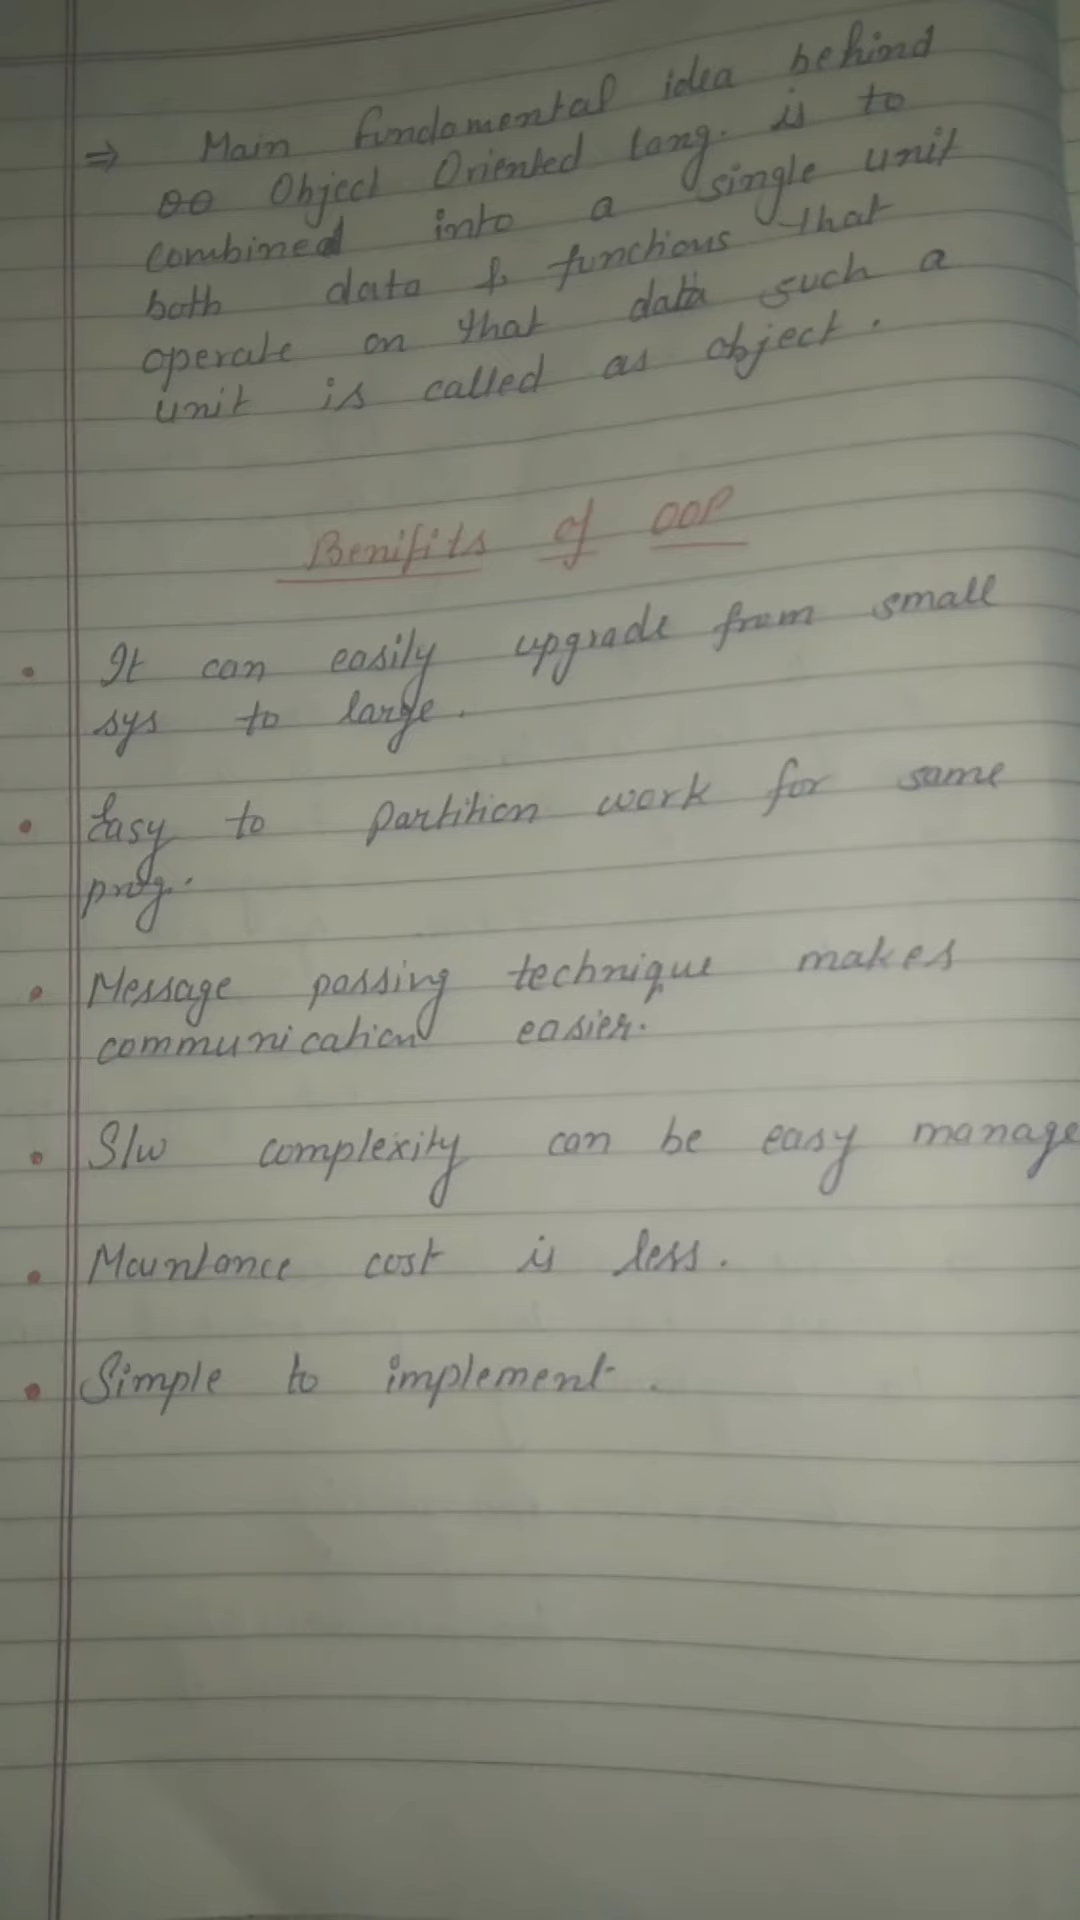 ⇒ Main fundamental idea behind
Object Oriented lang. is to
combined into a single unit
both data & functions that
operate on that data such a
unit is called as object.
Benifits of OOP
• It can easily upgrade from small
sys to large.
• Easy to partition work for same
prog.
• Message passing technique makes
communication easier.
• S/w complexity can be easy manage
• Mauntance cost is less.
• Simple to implement.